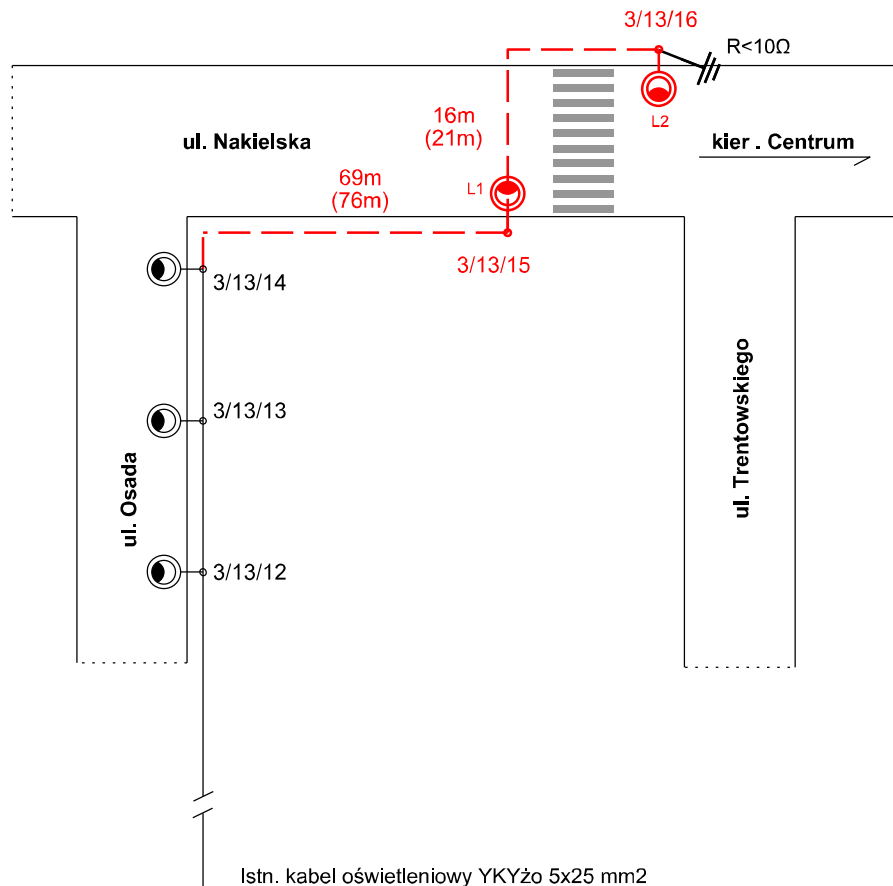 3/13/16
R<10Ω
16m
(21m)
L2
ul. Nakielska
kier . Centrum
69m
(76m)
L1
3/13/15
3/13/14
3/13/13
ul. Osada
ul. Trentowskiego
3/13/12
Istn. kabel oświetleniowy YKYżo 5x25 mm2